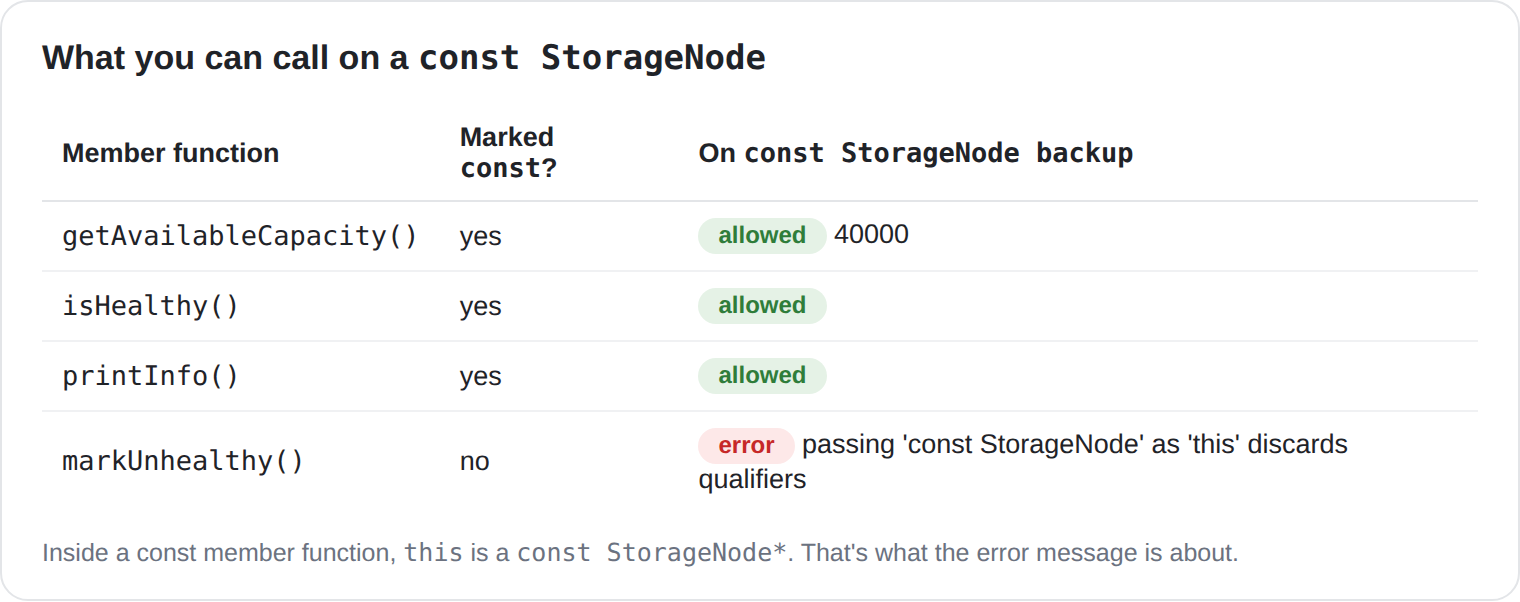 What you can call on a const StorageNode
Member function
Marked
const?
On const StorageNode backup
getAvailableCapacity() yes allowed 40000
isHealthy() yes allowed
printInfo() yes allowed
markUnhealthy() no error passing 'const StorageNode' as 'this' discards
qualifiers
Inside a const member function, this is a const StorageNode*. That's what the error message is about.